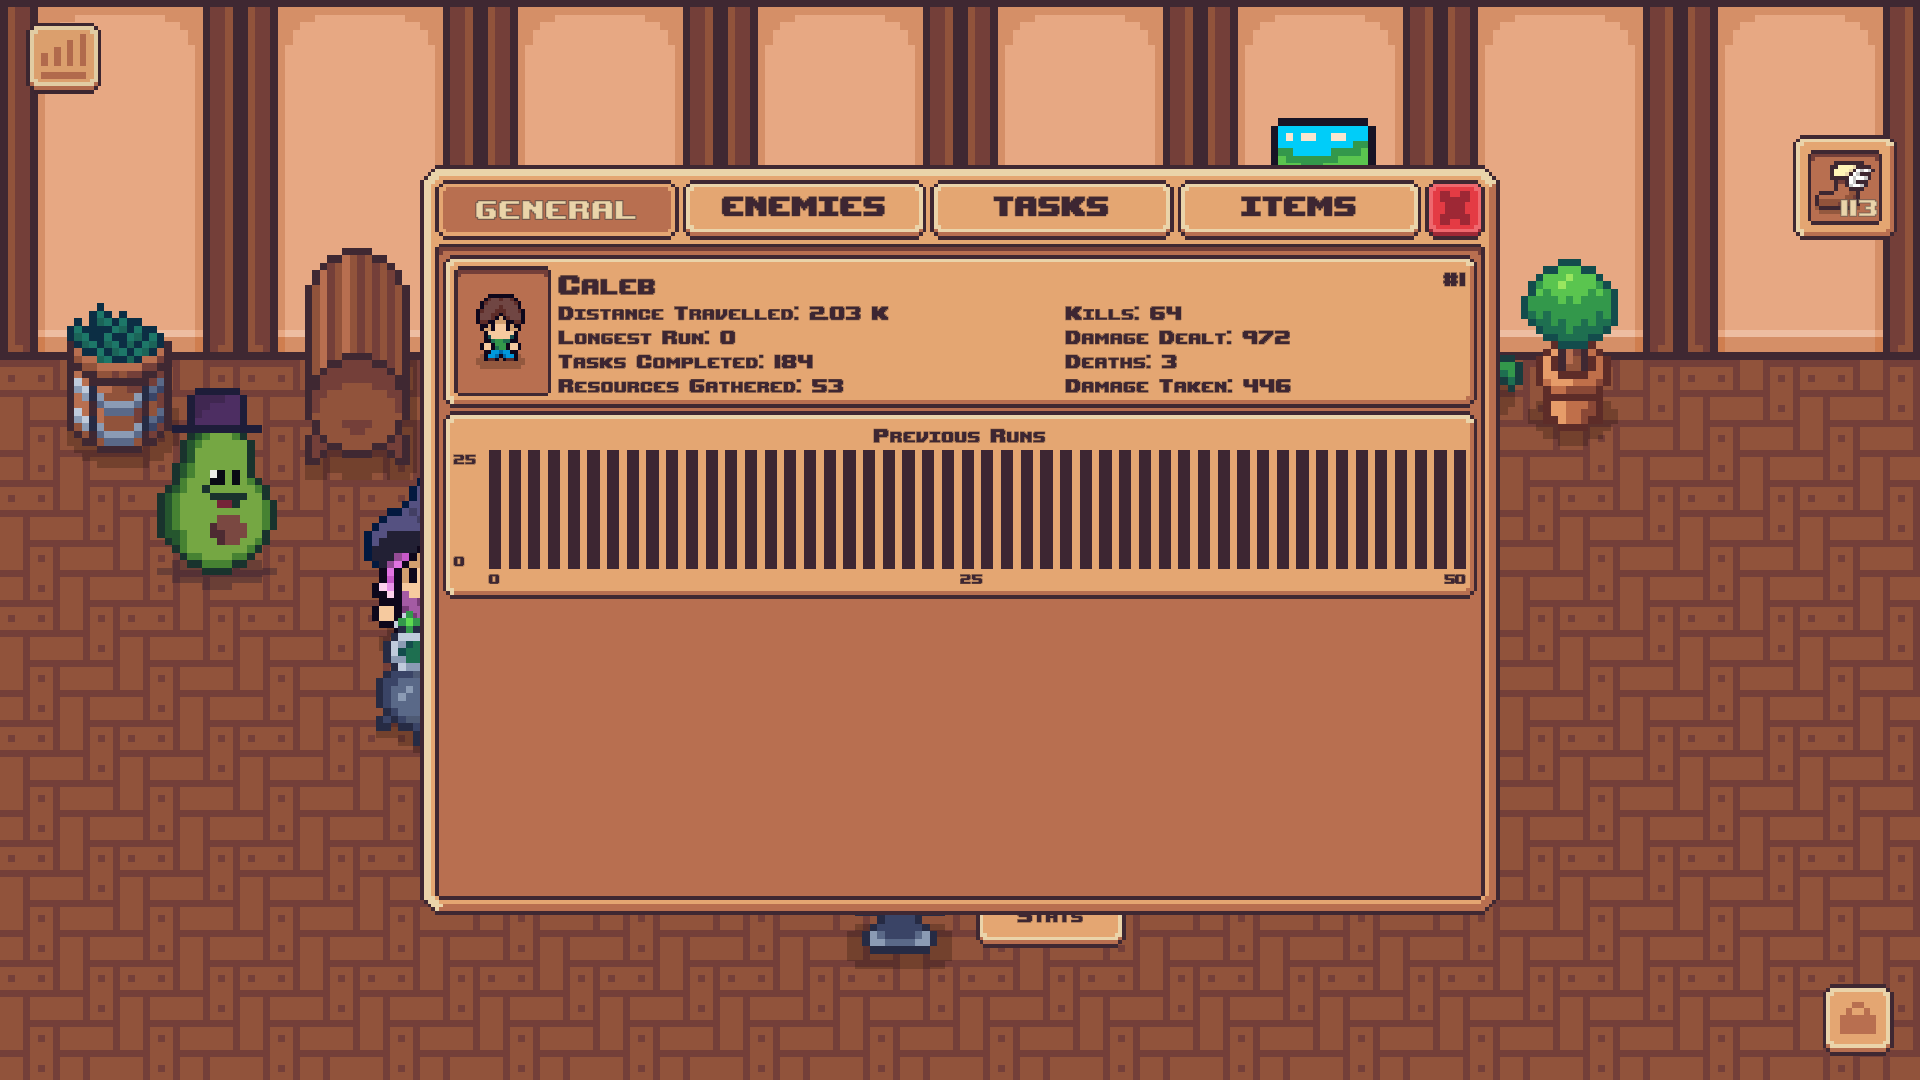 GENERAL ENEMIES TASKS ITEMS X
113
CALEB #1
DISTANCE TRAVELLED: 2.03 K
LONGEST RUN: 0
TASKS COMPLETED: 184
RESOURCES GATHERED: 53
KILLS: 64
DAMAGE DEALT: 972
DEATHS: 3
DAMAGE TAKEN: 446
PREVIOUS RUNS
25
0
0 25 50
STATS